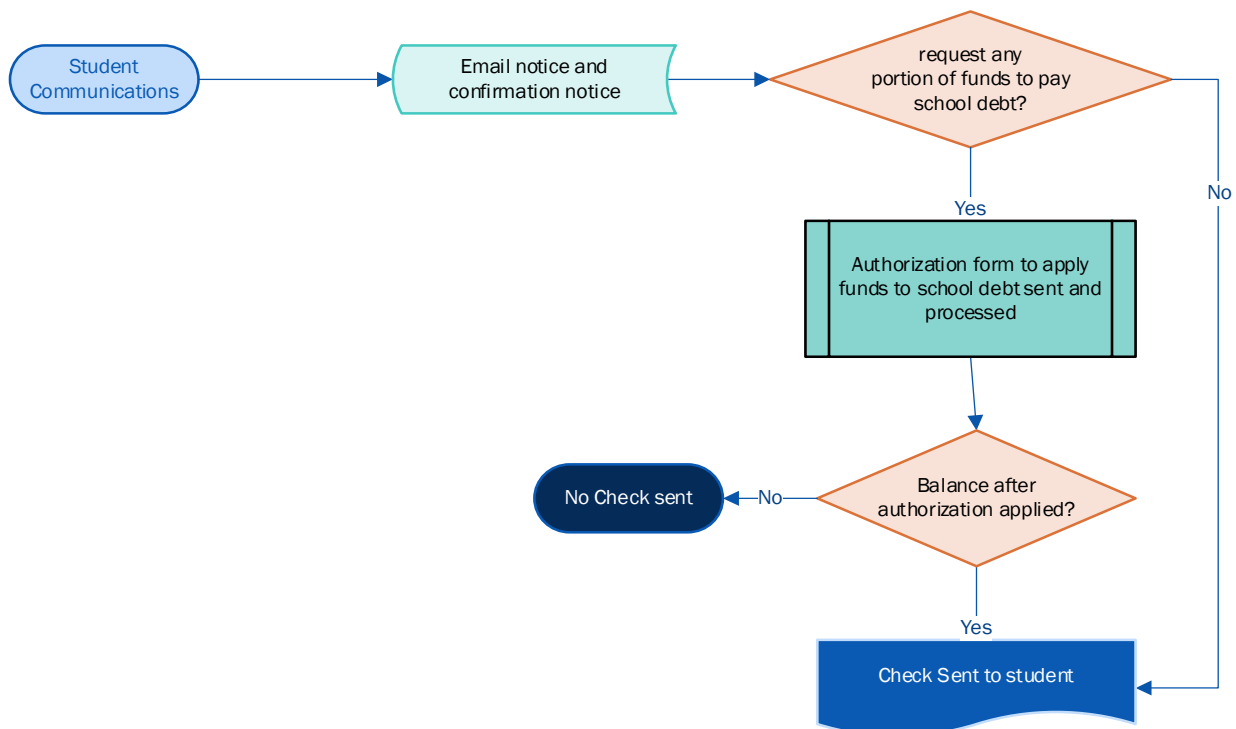 Student
Communications
Email notice and
confirmation notice
request any
portion of funds to pay
school debt?
No
Yes
Authorization form to apply
funds to school debt sent and
processed
Balance after
authorization applied?
No
No Check sent
Yes
Check Sent to student